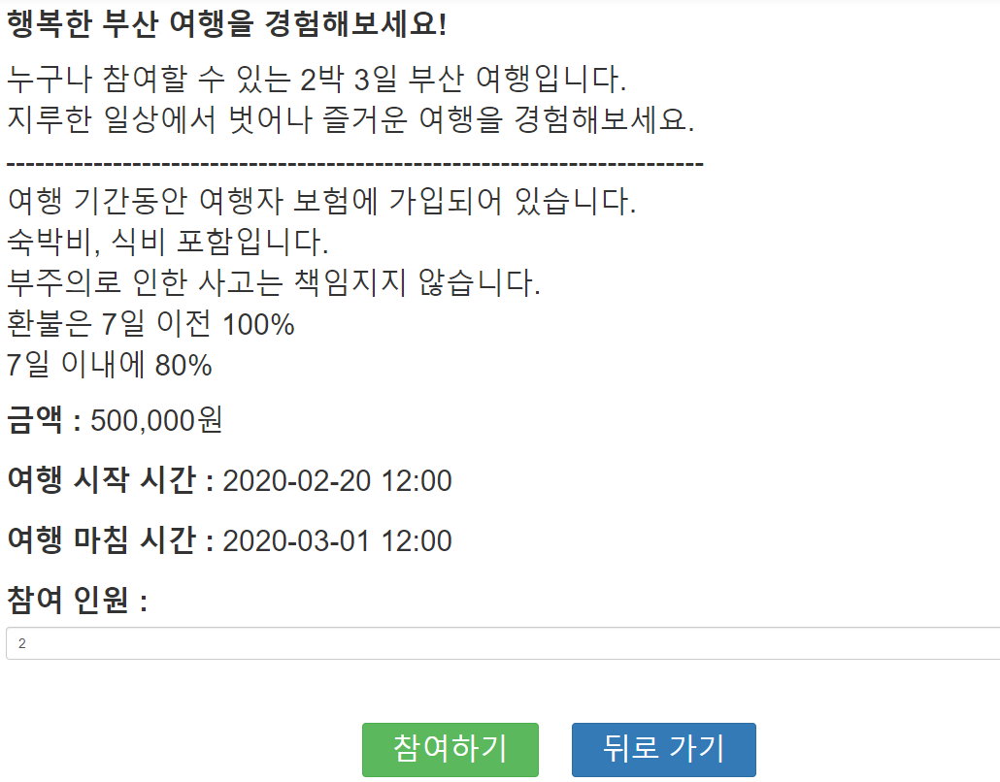 행복한 부산 여행을 경험해보세요!
누구나 참여할 수 있는 2박 3일 부산 여행입니다.
지루한 일상에서 벗어나 즐거운 여행을 경험해보세요.
------------------------------------------------------------------------
여행 기간동안 여행자 보험에 가입되어 있습니다.
숙박비, 식비 포함입니다.
부주의로 인한 사고는 책임지지 않습니다.
환불은 7일 이전 100%
7일 이내에 80%
금액 : 500,000원
여행 시작 시간 : 2020-02-20 12:00
여행 마침 시간 : 2020-03-01 12:00
참여 인원 :
2
참여하기 뒤로 가기